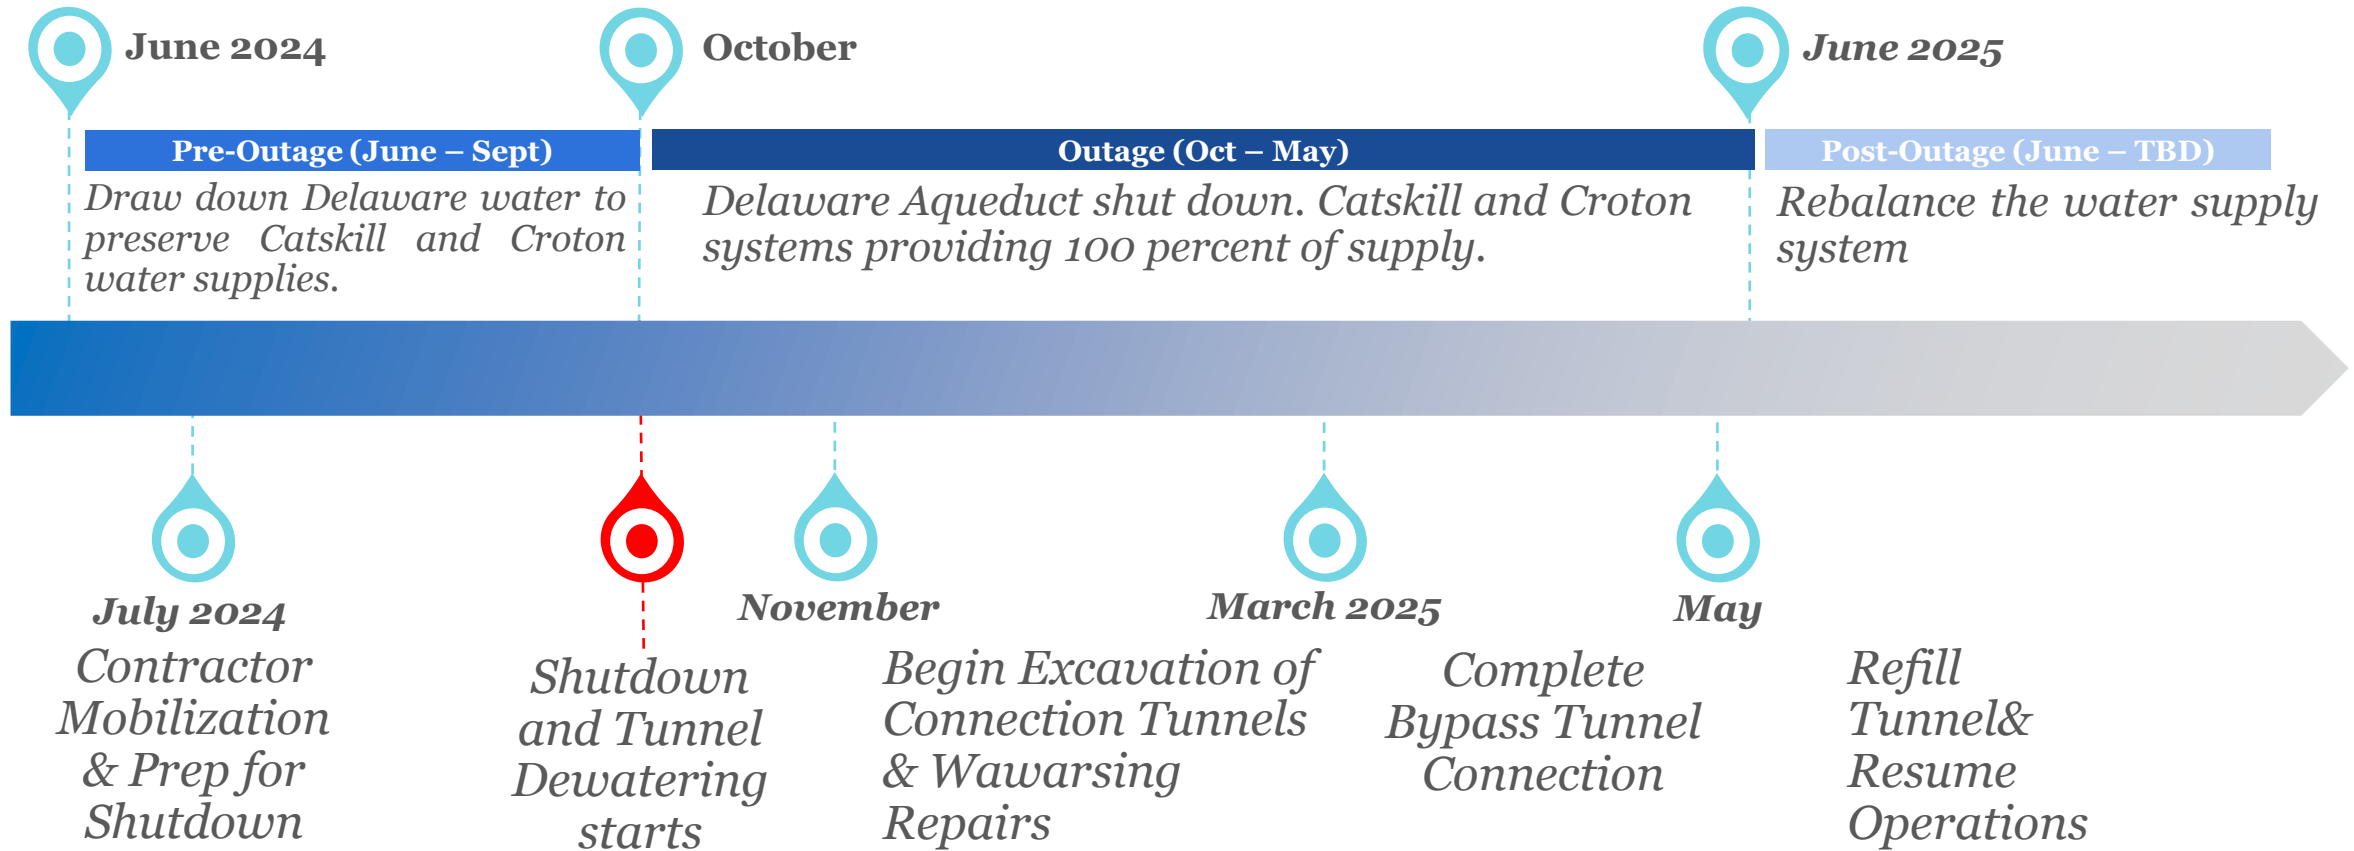 June 2024
October
June 2025
Pre-Outage (June – Sept)
Outage (Oct – May)
Post-Outage (June – TBD)
Draw down Delaware water to
preserve Catskill and Croton
water supplies.
Delaware Aqueduct shut down. Catskill and Croton
systems providing 100 percent of supply.
Rebalance the water supply
system
July 2024
Contractor
Mobilization
& Prep for
Shutdown
Shutdown
and Tunnel
Dewatering
starts
November
Begin Excavation of
Connection Tunnels
& Wawarsing
Repairs
March 2025
Complete
Bypass Tunnel
Connection
May
Refill
Tunnel&
Resume
Operations